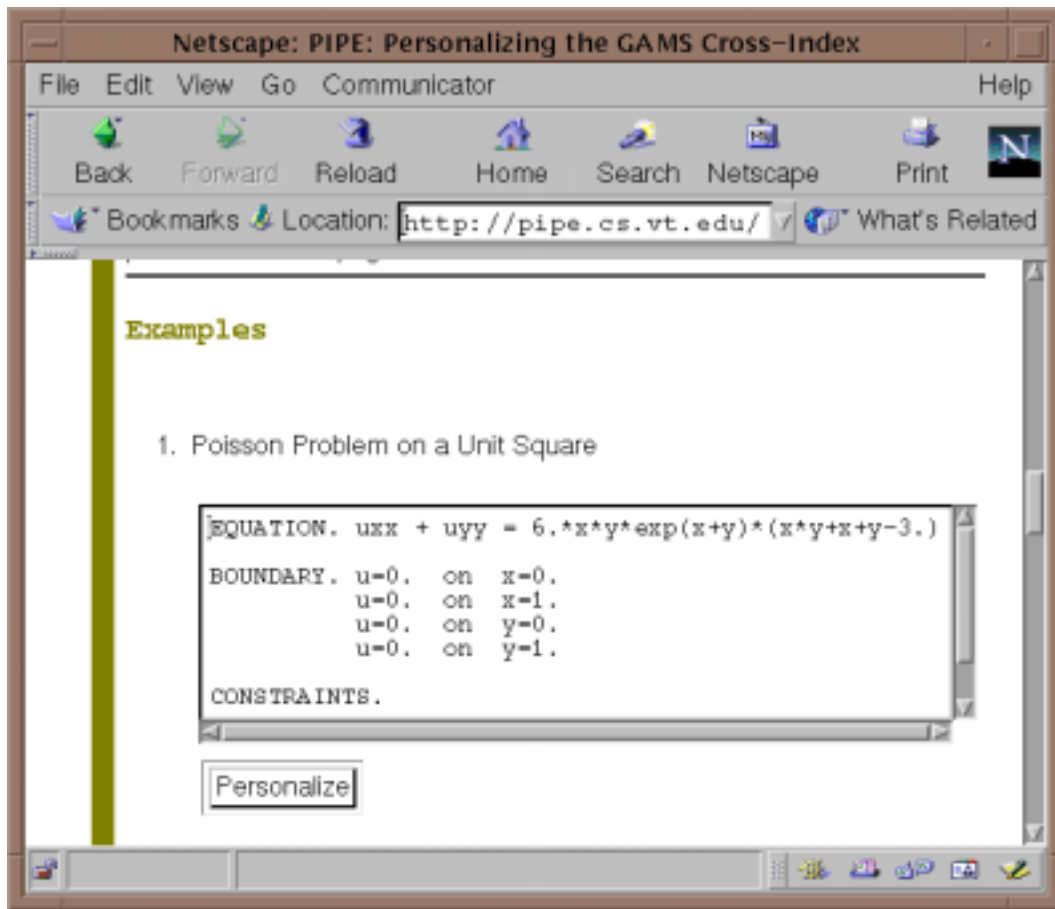 Netscape: PIPE: Personalizing the GAMS Cross-Index
File Edit View Go Communicator Help
Back Forward Reload Home Search Netscape Print N
Bookmarks Location: http://pipe.cs.vt.edu/ What's Related
Examples
1. Poisson Problem on a Unit Square
EQUATION. uxx + uyy = 6.*x*y*exp(x+y)*(x*y+x+y-3.)
BOUNDARY. u=0. on x=0.
u=0. on x=1.
u=0. on y=0.
u=0. on y=1.
CONSTRAINTS.
Personalize